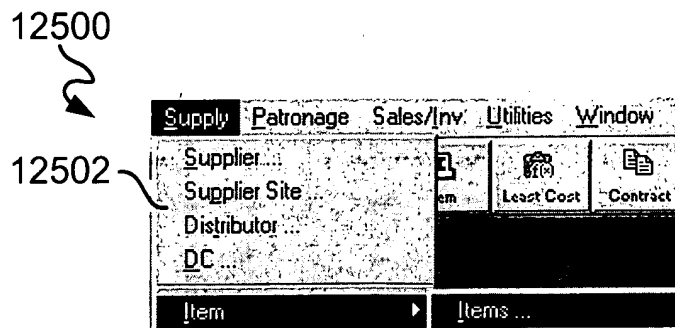 12500
Supply Patronage Sales/Inv. Utilities Window
12502
Supplier ...
Supplier Site ...
Distributor ...
DC ...
Least Cost
Contract
Item
Items ...